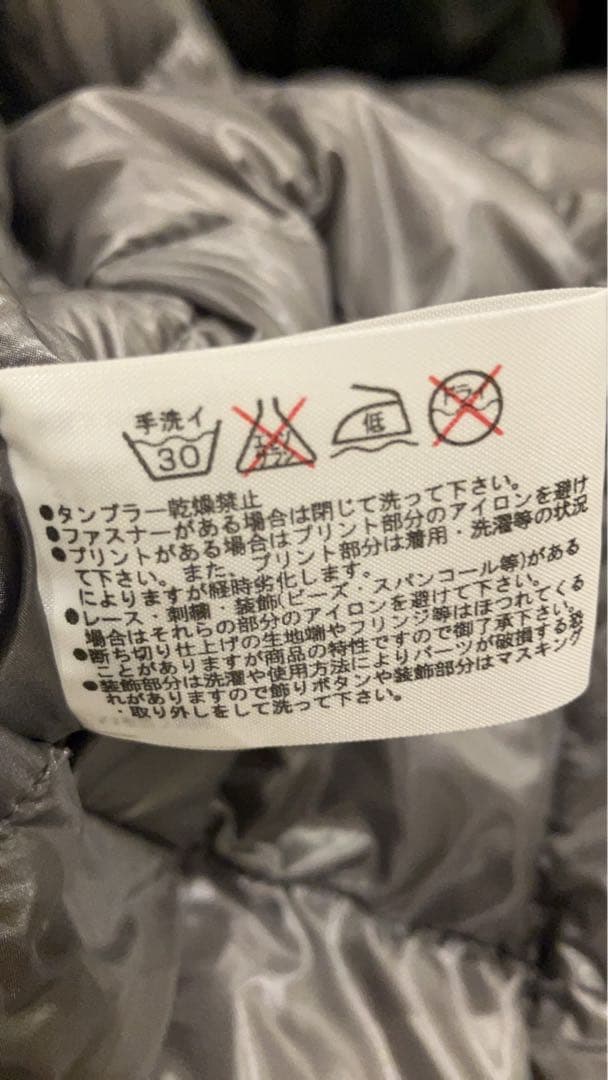 手洗イ
30
エンソ
サラシ
低
ドライ
●タンブラー乾燥禁止
●ファスナーがある場合は閉じて洗って下さい。
●プリントがある場合はプリント部分のアイロンを避け
て下さい。また、プリント部分は着用・洗濯等の状況
によりますが経時劣化します。
●レース・刺繍・装飾(ビーズ・スパンコール等)がある
場合はそれらの部分のアイロンを避けて下さい。
●断ち切り仕上げの生地端やフリンジ等はほつれてくる
ことがありますが商品の特性ですので御了承下さい。
●装飾部分は洗濯や使用方法によりパーツが破損する恐
れがありますので飾りボタンや装飾部分はマスキング
・取り外しをして洗って下さい。